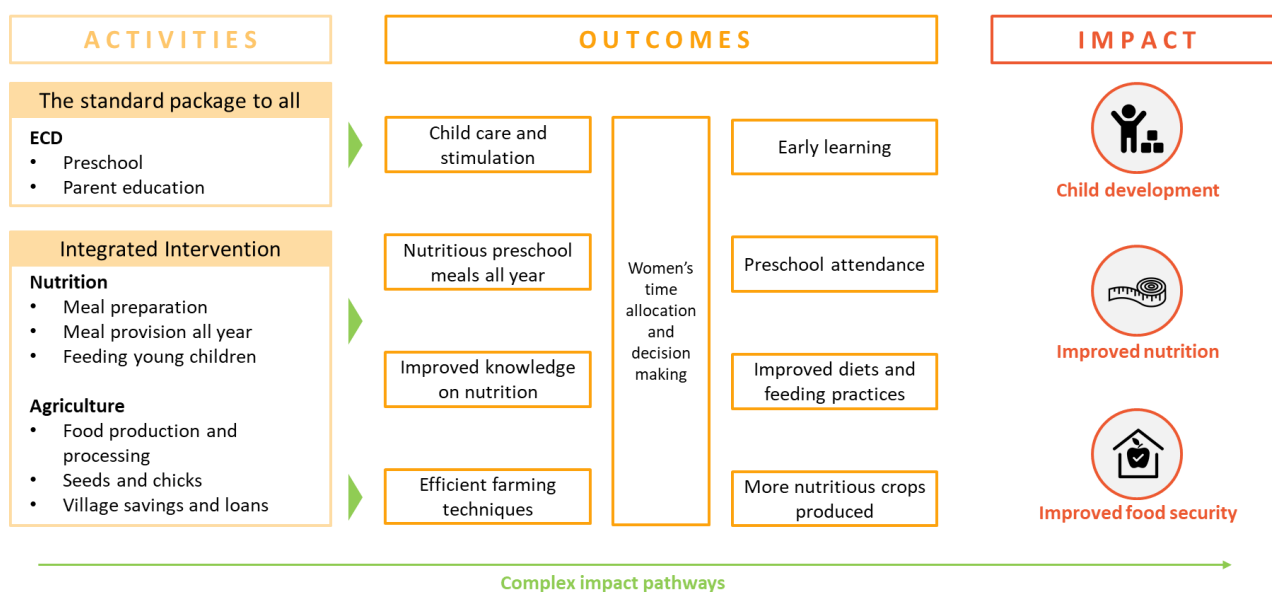 ACTIVITIES
OUTCOMES
IMPACT
The standard package to all
ECD
• Preschool
• Parent education
Integrated Intervention
Nutrition
• Meal preparation
• Meal provision all year
• Feeding young children
Agriculture
• Food production and
processing
• Seeds and chicks
• Village savings and loans
Child care and
stimulation
Nutritious preschool
meals all year
Improved knowledge
on nutrition
Efficient farming
techniques
Women’s
time
allocation
and
decision
making
Early learning
Preschool attendance
Improved diets and
feeding practices
More nutritious crops
produced
Child development
Improved nutrition
Improved food security
Complex impact pathways